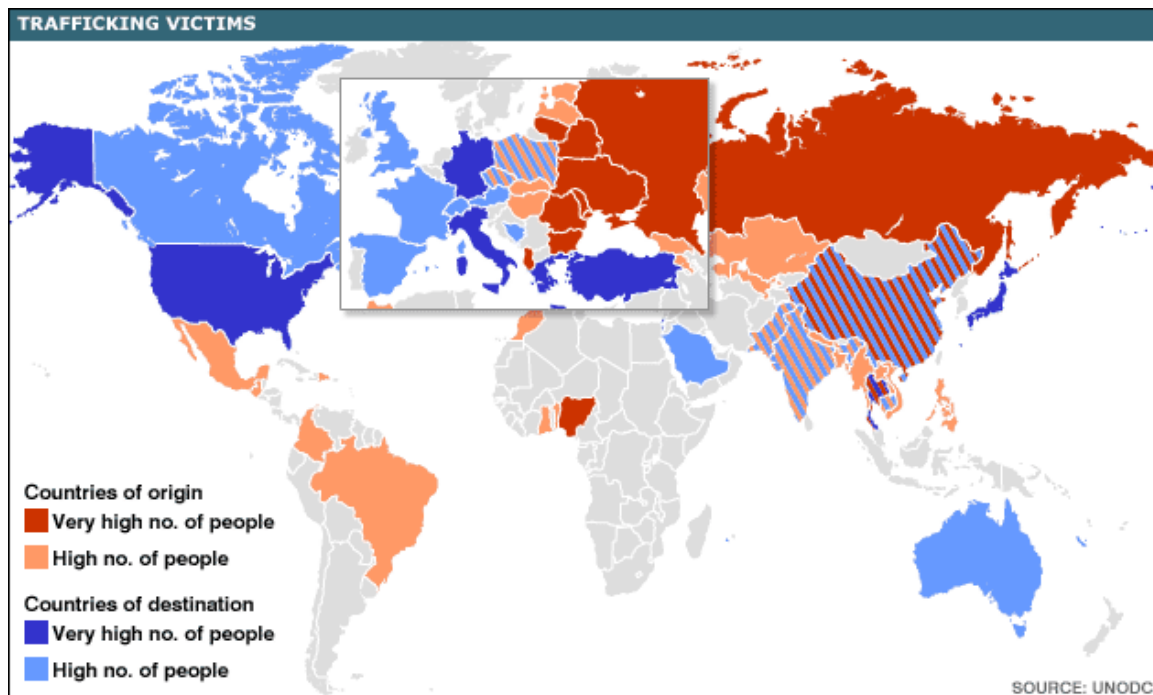 TRAFFICKING VICTIMS
Countries of origin
Very high no. of people
High no. of people
Countries of destination
Very high no. of people
High no. of people
SOURCE: UNODC